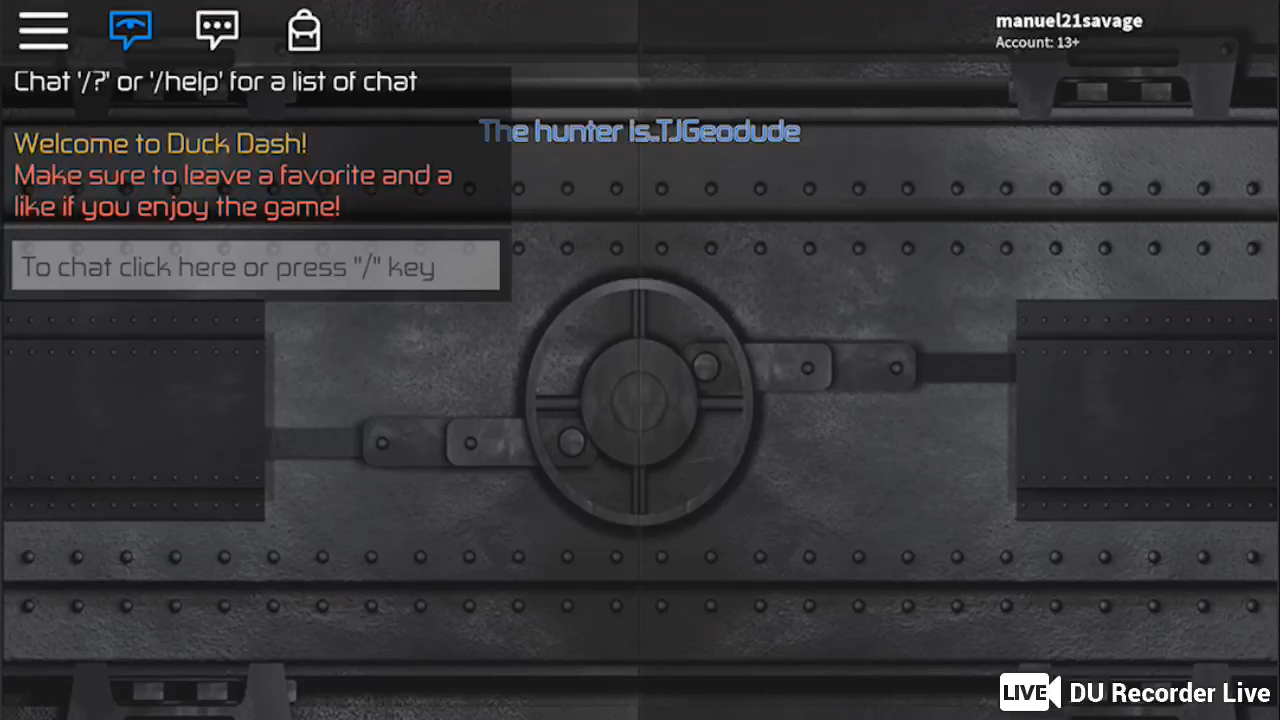 manuel21savage
Account: 13+
Chat '/?' or '/help' for a list of chat
The hunter is..TJGeodude
Welcome to Duck Dash!
Make sure to leave a favorite and a
like if you enjoy the game!
To chat click here or press "/" key
LIVE DU Recorder Live